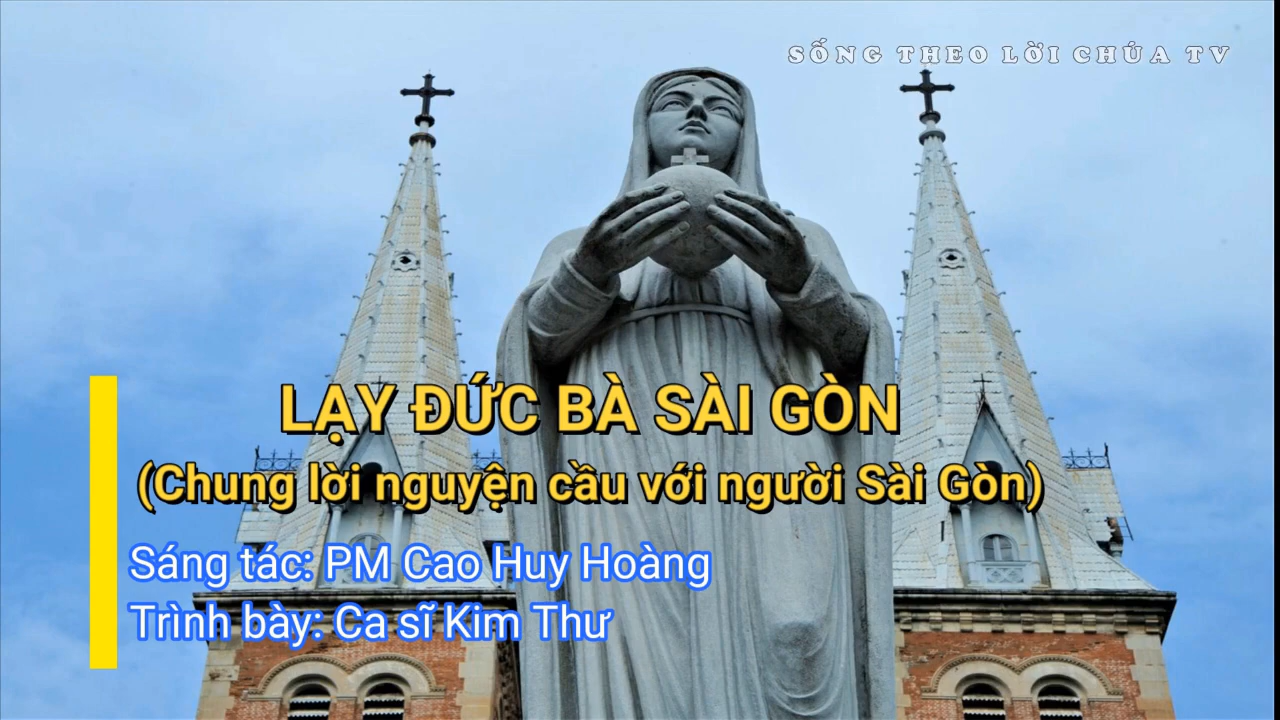 SỐNG THEO LỜI CHÚA TV
LẠY ĐỨC BÀ SÀI GÒN
(Chung lời nguyện cầu với người Sài Gòn)
Sáng tác: PM Cao Huy Hoàng
Trình bày: Ca sĩ Kim Thư